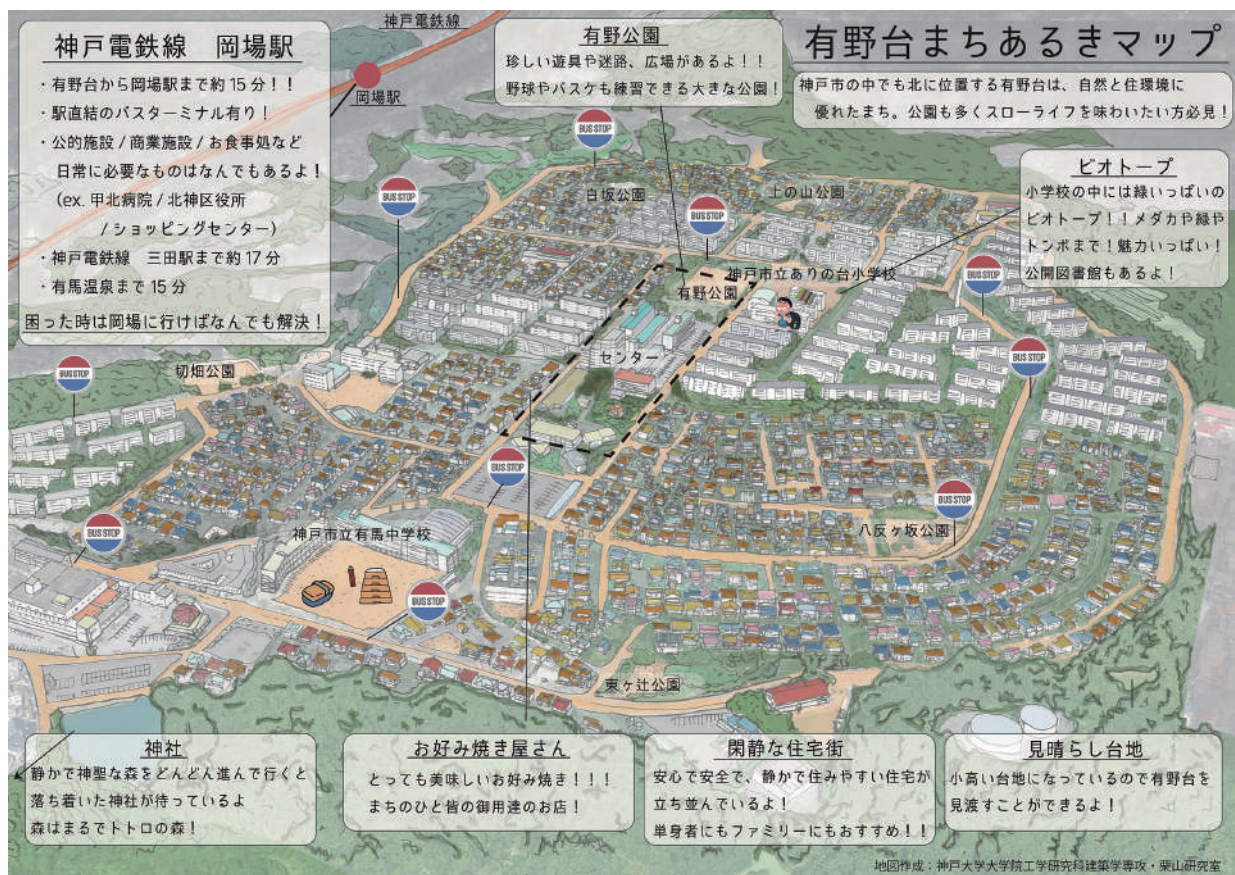 神戸電鉄線
神戸電鉄線　岡場駅
・有野台から岡場駅まで約15分！！
・駅直結のバスターミナル有り！
・公的施設/商業施設/お食事処など
日常に必要なものはなんでもあるよ！
(ex. 甲北病院/北神区役所
/ショッピングセンター)
・神戸電鉄線　三田駅まで約17分
・有馬温泉まで15分
困った時は岡場に行けばなんでも解決！
岡場駅
有野公園
珍しい遊具や迷路、広場があるよ！！
野球やバスケも練習できる大きな公園！
有野台まちあるきマップ
神戸市の中でも北に位置する有野台は、自然と住環境に
優れたまち。公園も多くスローライフを味わいたい方必見！
ビオトープ
小学校の中には緑いっぱいの
ビオトープ！！メダカや緑や
トンボまで！魅力いっぱい！
公開図書館もあるよ！
BUS STOP
BUS STOP
白坂公園
上の山公園
BUS STOP
神戸市立ありの台小学校
有野公園
BUS STOP
センター
BUS STOP
切畑公園
BUS STOP
BUS STOP
BUS STOP
八反ヶ坂公園
BUS STOP
神戸市立有馬中学校
BUS STOP
東ヶ辻公園
神社
静かで神聖な森をどんどん進んで行くと
落ち着いた神社が待っているよ
森はまるでトトロの森！
お好み焼き屋さん
とっても美味しいお好み焼き！！！
まちのひと皆の御用達のお店！
閑静な住宅街
安心で安全で、静かで住みやすい住宅が
立ち並んでいるよ！
単身者にもファミリーにもおすすめ！！
見晴らし台地
小高い台地になっているので有野台を
見渡すことができるよ！
地図作成：神戸大学大学院工学研究科建築学専攻・栗山研究室